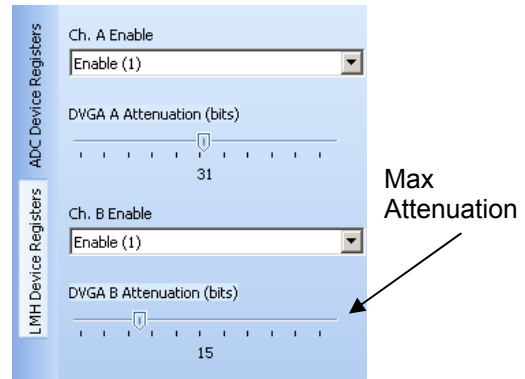 ADC Device Registers
LMH Device Registers
Ch. A Enable
Enable (1)
DVGA A Attenuation (bits)
31
Ch. B Enable
Enable (1)
DVGA B Attenuation (bits)
15
Max
Attenuation